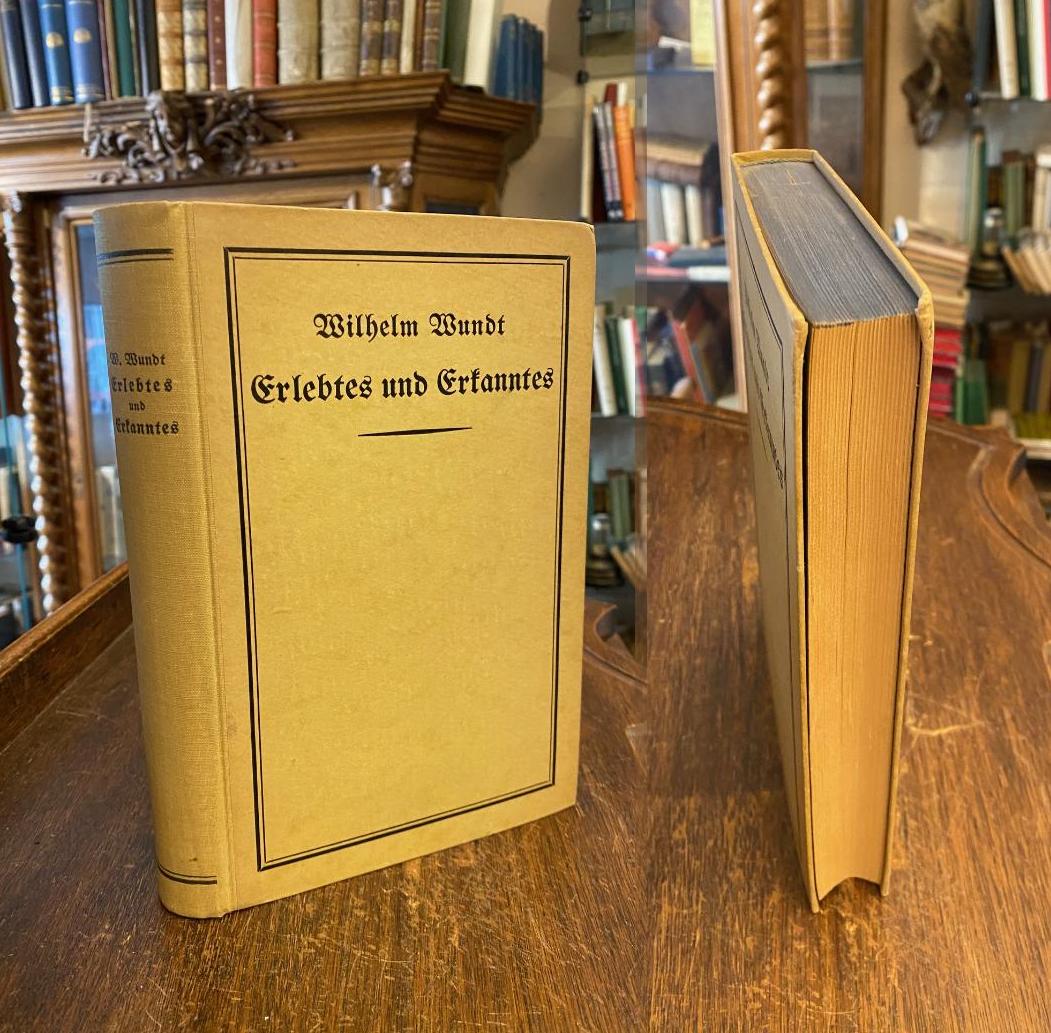 Wilhelm Wundt
Erlebtes und Erkanntes
W. Wundt
Erlebtes
und
Erkanntes